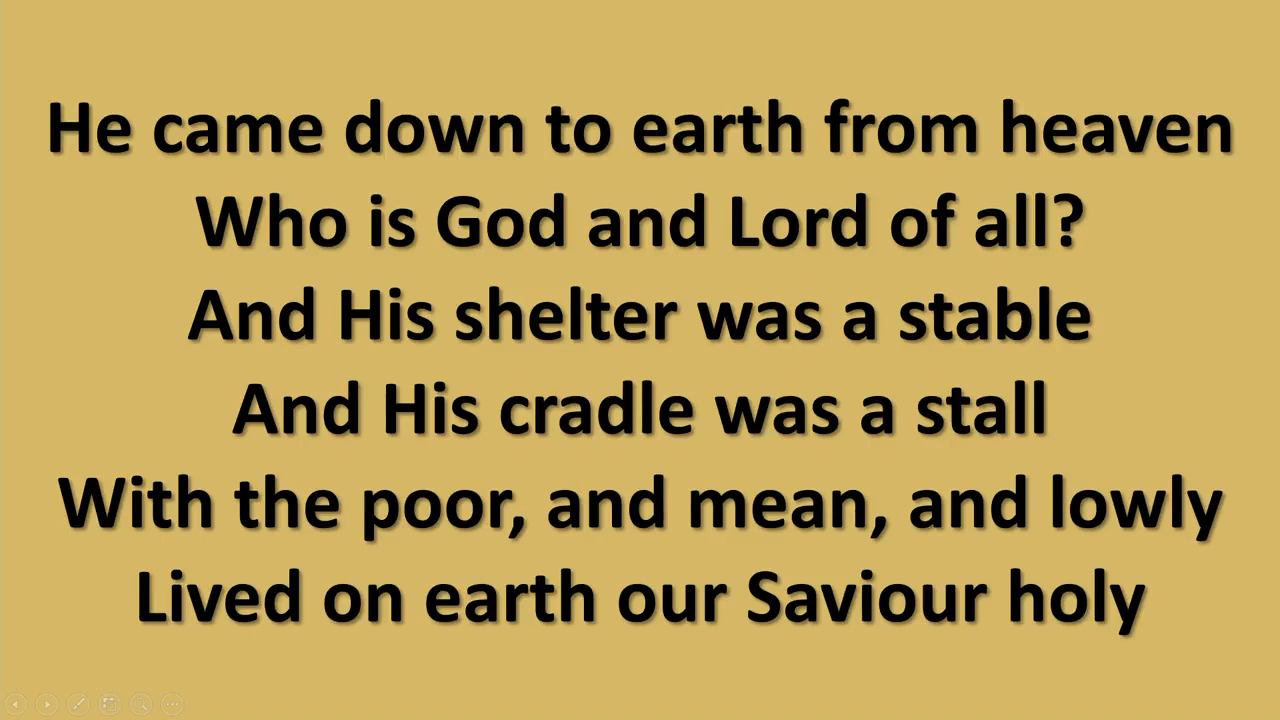 He came down to earth from heaven
Who is God and Lord of all?
And His shelter was a stable
And His cradle was a stall
With the poor, and mean, and lowly
Lived on earth our Saviour holy